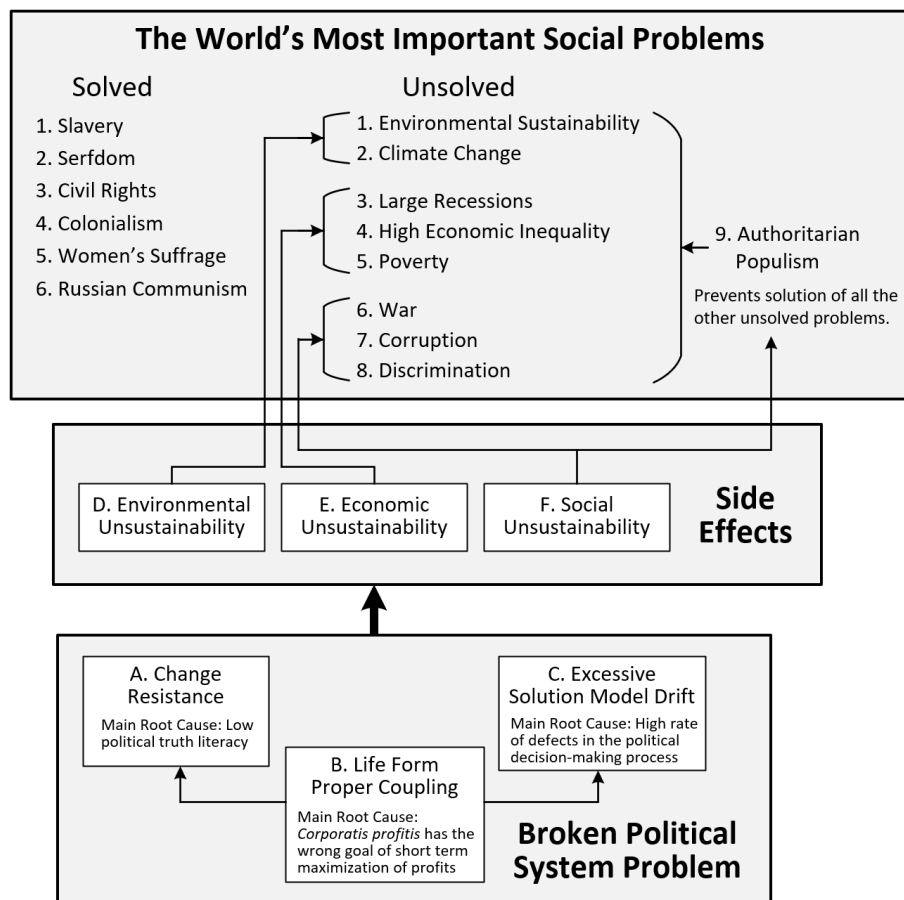 The World's Most Important Social Problems
Solved
1. Slavery
2. Serfdom
3. Civil Rights
4. Colonialism
5. Women's Suffrage
6. Russian Communism
Unsolved
1. Environmental Sustainability
2. Climate Change
3. Large Recessions
4. High Economic Inequality
5. Poverty
6. War
7. Corruption
8. Discrimination
9. Authoritarian
Populism
Prevents solution of all the
other unsolved problems.
D. Environmental
Unsustainability
E. Economic
Unsustainability
F. Social
Unsustainability
Side
Effects
A. Change
Resistance
Main Root Cause: Low
political truth literacy
B. Life Form
Proper Coupling
Main Root Cause:
Corporatis profitis has the
wrong goal of short term
maximization of profits
C. Excessive
Solution Model Drift
Main Root Cause: High rate
of defects in the political
decision-making process
Broken Political
System Problem